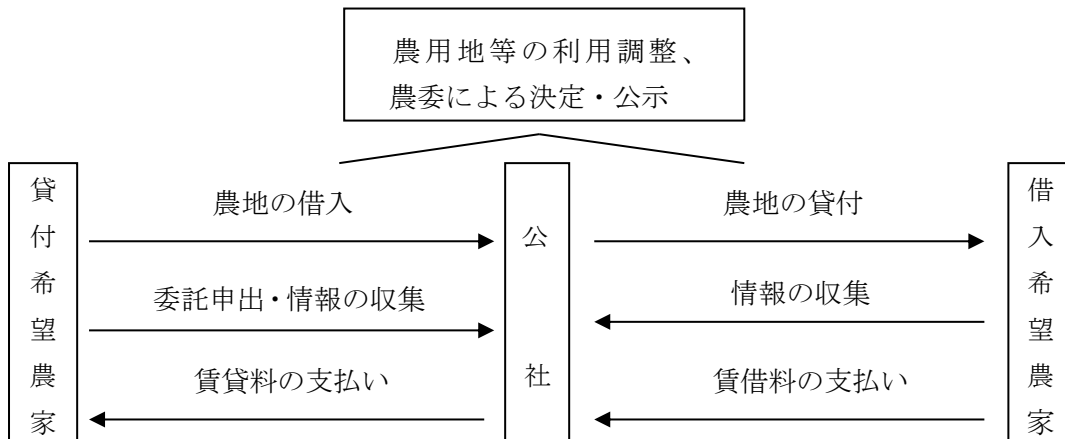 農用地等の利用調整、
農委による決定・公示
貸付希望農家
農地の借入
委託申出・情報の収集
賃貸料の支払い
公社
農地の貸付
情報の収集
賃借料の支払い
借入希望農家